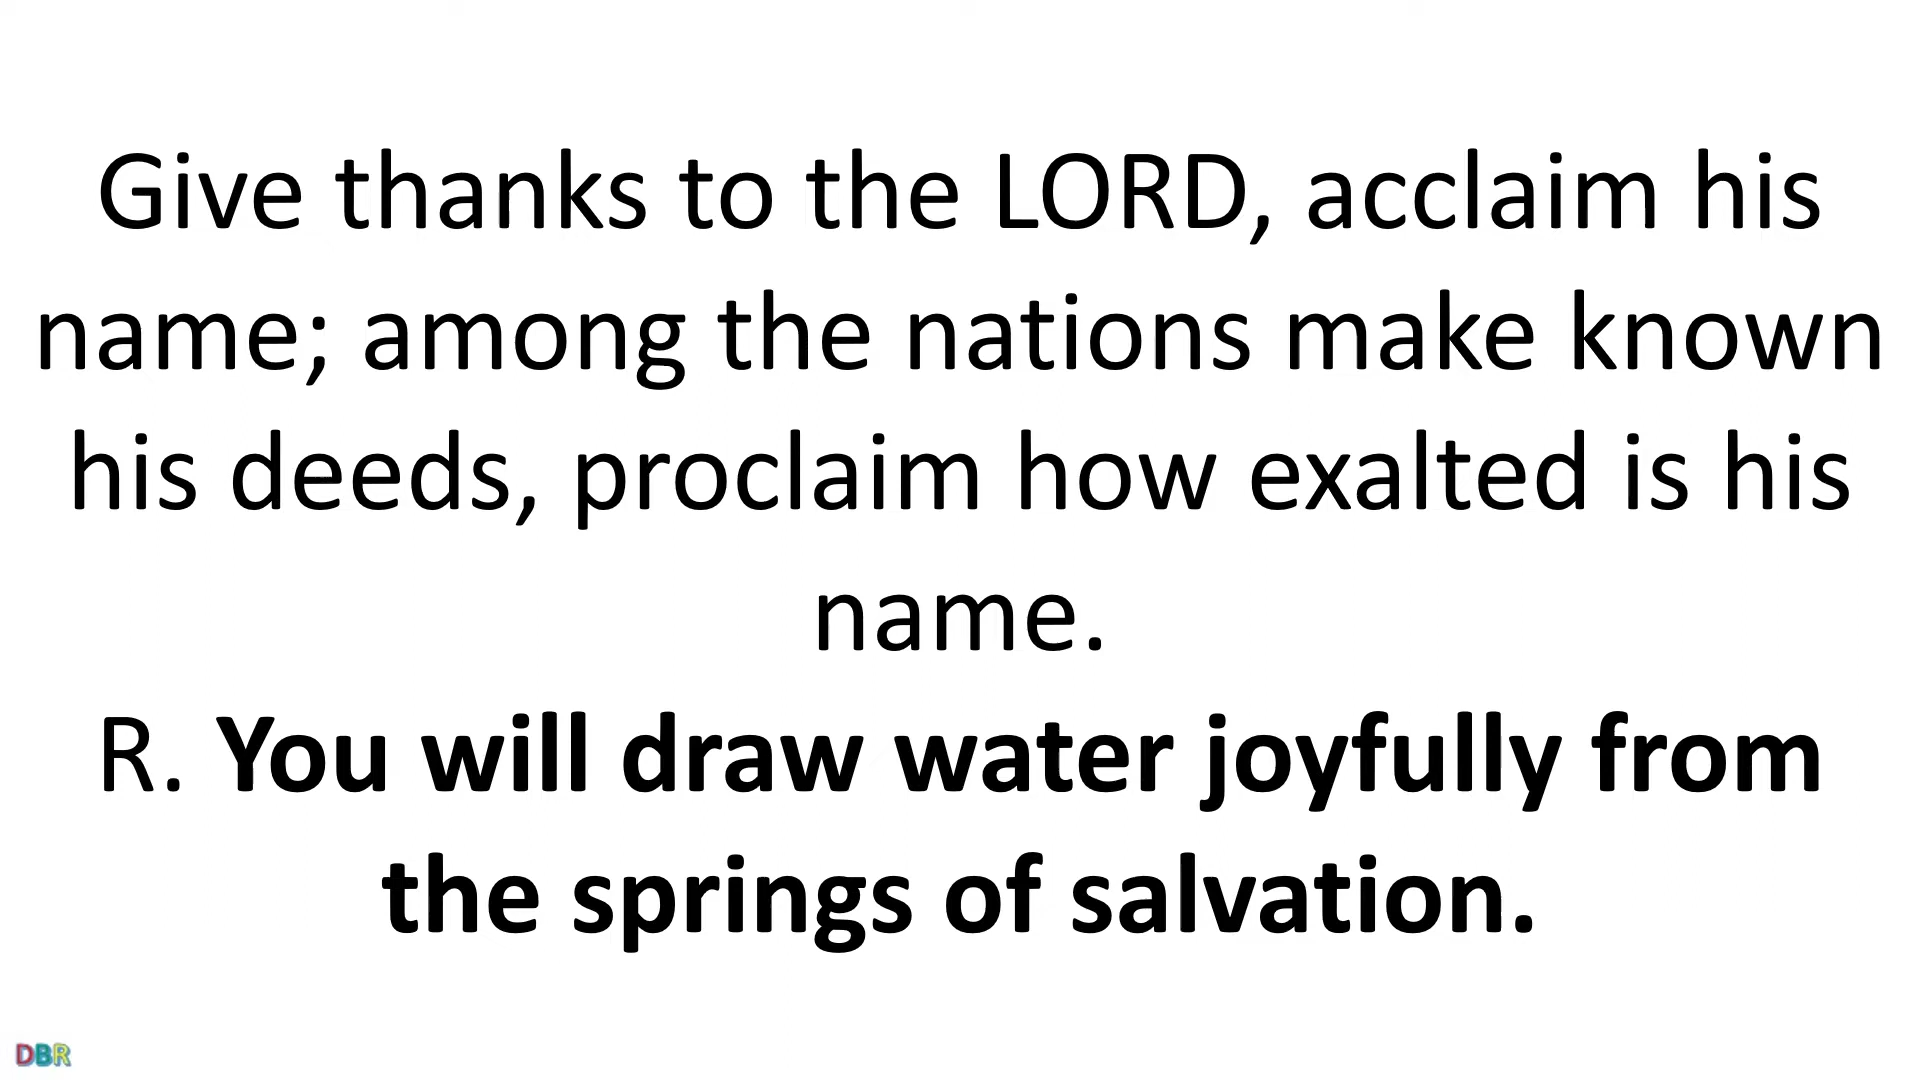 Give thanks to the LORD, acclaim his
name; among the nations make known
his deeds, proclaim how exalted is his
name.
R. You will draw water joyfully from
the springs of salvation.
DBR